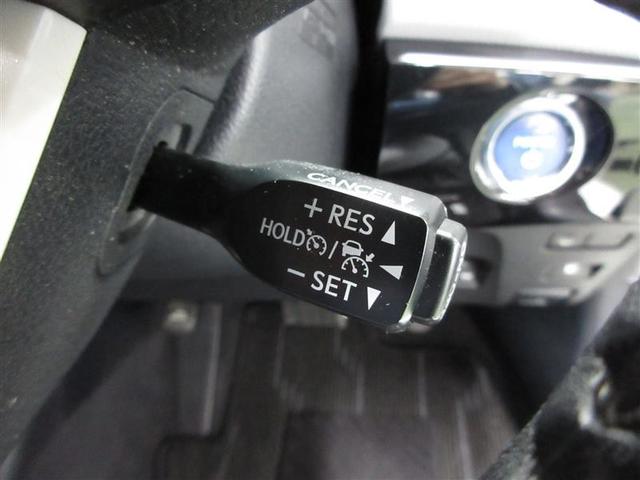 CANCEL
+ RES
HOLD /
- SET